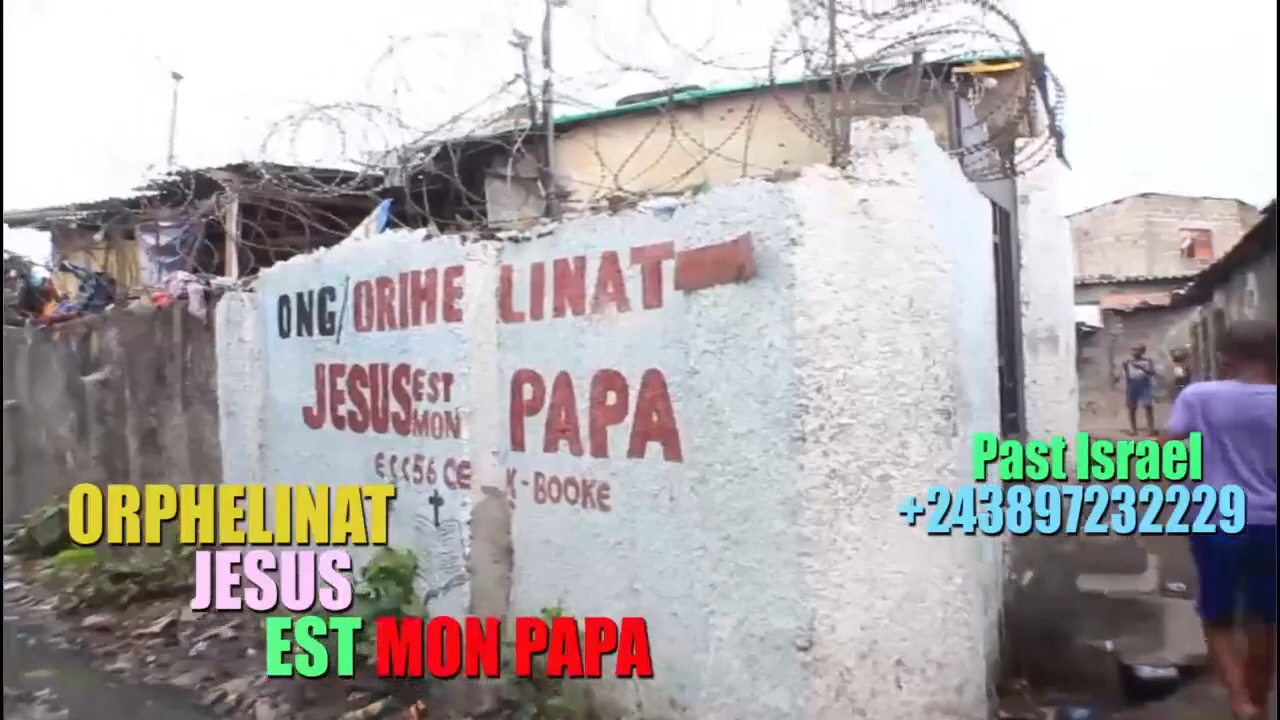 ONG/ORIHELINAT
JESUS EST MON PAPA
K-BOOKE
ORPHELINAT
JESUS
EST MON PAPA
Past Israel
+243897232229